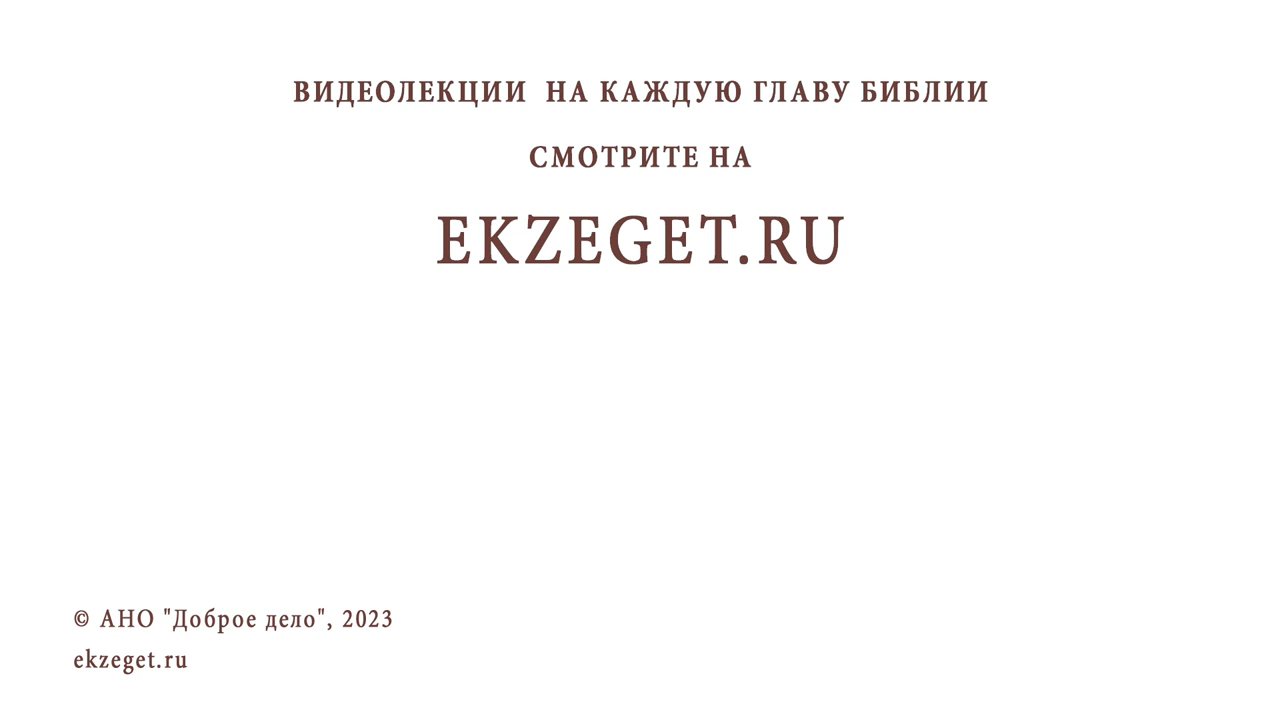 ВИДЕОЛЕКЦИИ НА КАЖДУЮ ГЛАВУ БИБЛИИ
СМОТРИТЕ НА
EKZEGET.RU
© АНО "Доброе дело", 2023
ekzeget.ru